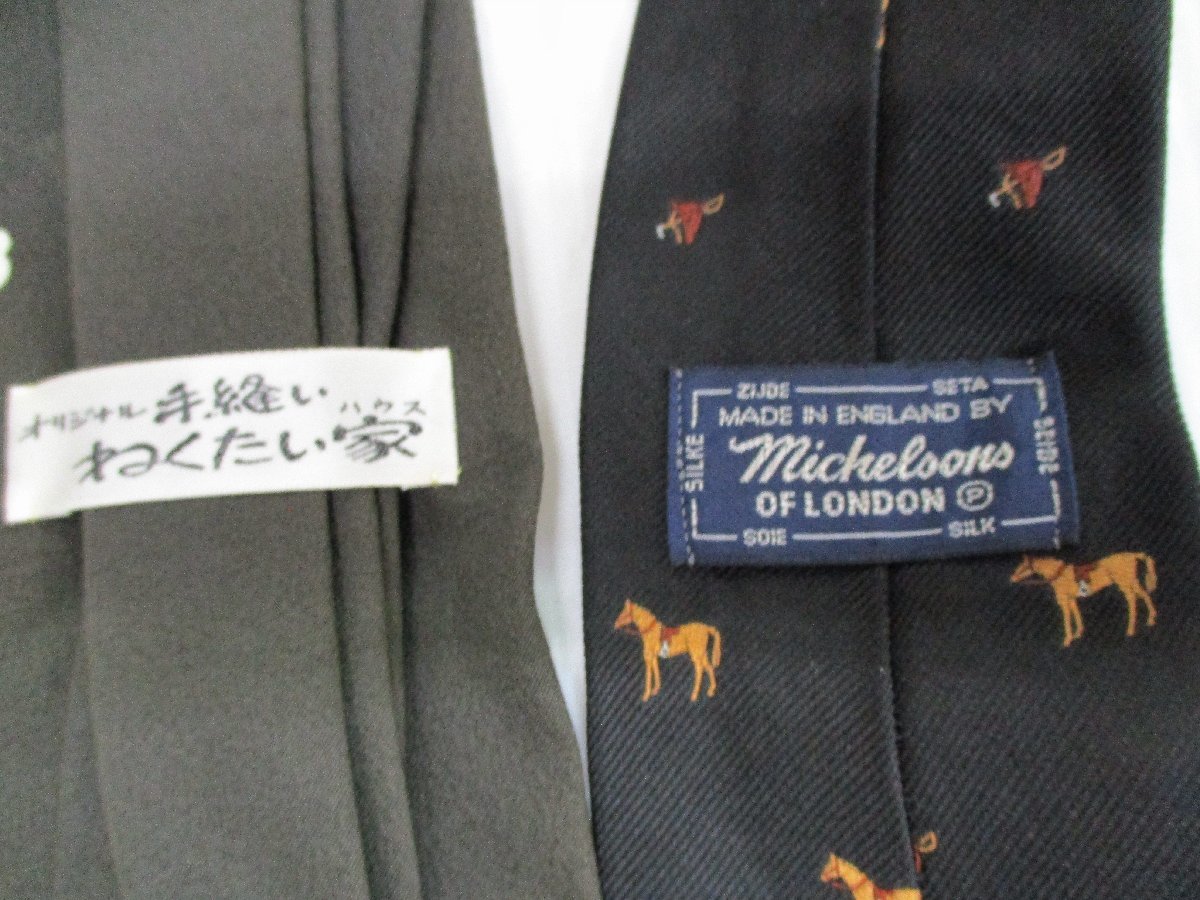 オリジナル 手縫い
ねくたい家
ハウス
ZIJDE SETA
MADE IN ENGLAND BY
Michelsons
OF LONDON Ⓟ
SOIE SILK
SILKE
SEIDE